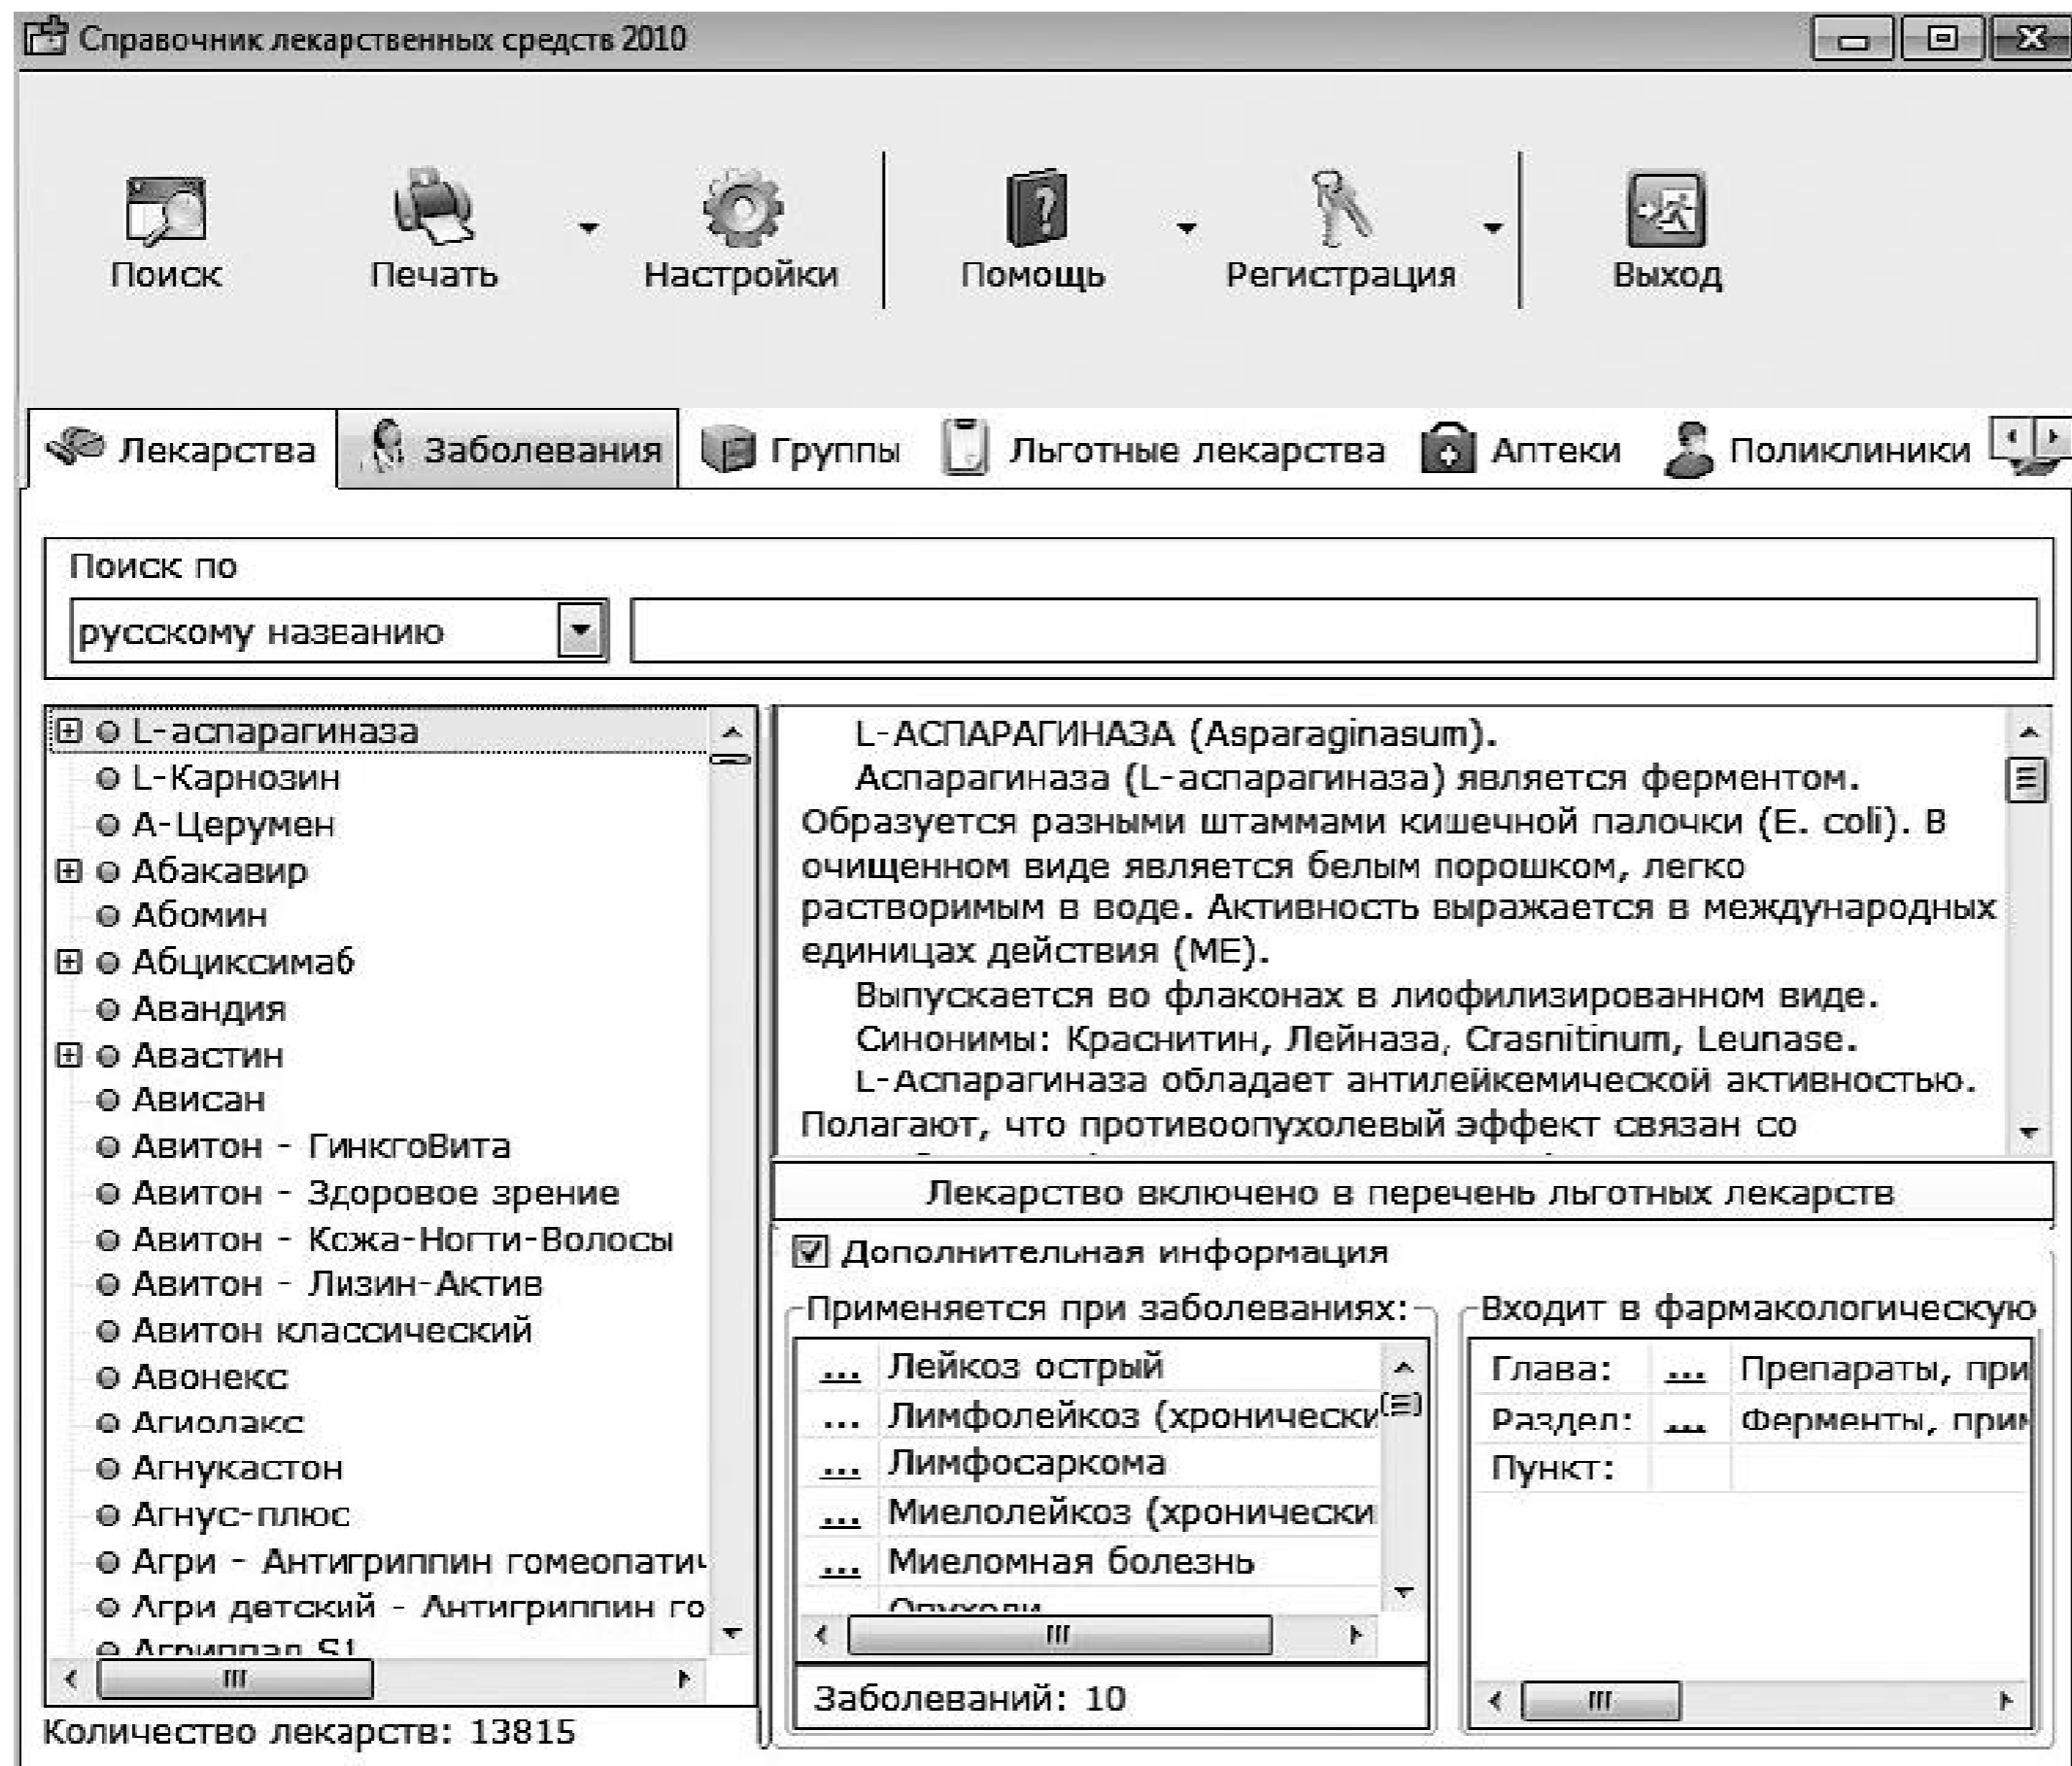 Справочник лекарственных средств 2010
Поиск Печать Настройки Помощь Регистрация Выход
Лекарства Заболевания Группы Льготные лекарства Аптеки Поликлиники
Поиск по
русскому названию
L-аспарагиназа
L-Карнозин
А-Церумен
Абакавир
Абомин
Абциксимаб
Авандия
Авастин
Ависан
Авитон - ГинкгоВита
Авитон - Здоровое зрение
Авитон - Кожа-Ногти-Волосы
Авитон - Лизин-Актив
Авитон классический
Авонекс
Агиолакс
Агнукастон
Агнус-плюс
Агри - Антигриппин гомеопатич
Агри детский - Антигриппин го
Агриппал S1
Количество лекарств: 13815
L-АСПАРАГИНАЗА (Asparaginasum).
Аспарагиназа (L-аспарагиназа) является ферментом.
Образуется разными штаммами кишечной палочки (E. coli). В
очищенном виде является белым порошком, легко
растворимым в воде. Активность выражается в международных
единицах действия (МЕ).
Выпускается во флаконах в лиофилизированном виде.
Синонимы: Краснитин, Лейназа, Crasnitinum, Leunase.
L-Аспарагиназа обладает антилейкемической активностью.
Полагают, что противоопухолевый эффект связан со
Лекарство включено в перечень льготных лекарств
Дополнительная информация
Применяется при заболеваниях:
... Лейкоз острый
... Лимфолейкоз (хронически
... Лимфосаркома
... Миелолейкоз (хронически
... Миеломная болезнь
Опухоли
Заболеваний: 10
Входит в фармакологическую
Глава: ... Препараты, при
Раздел: ... Ферменты, прим
Пункт: